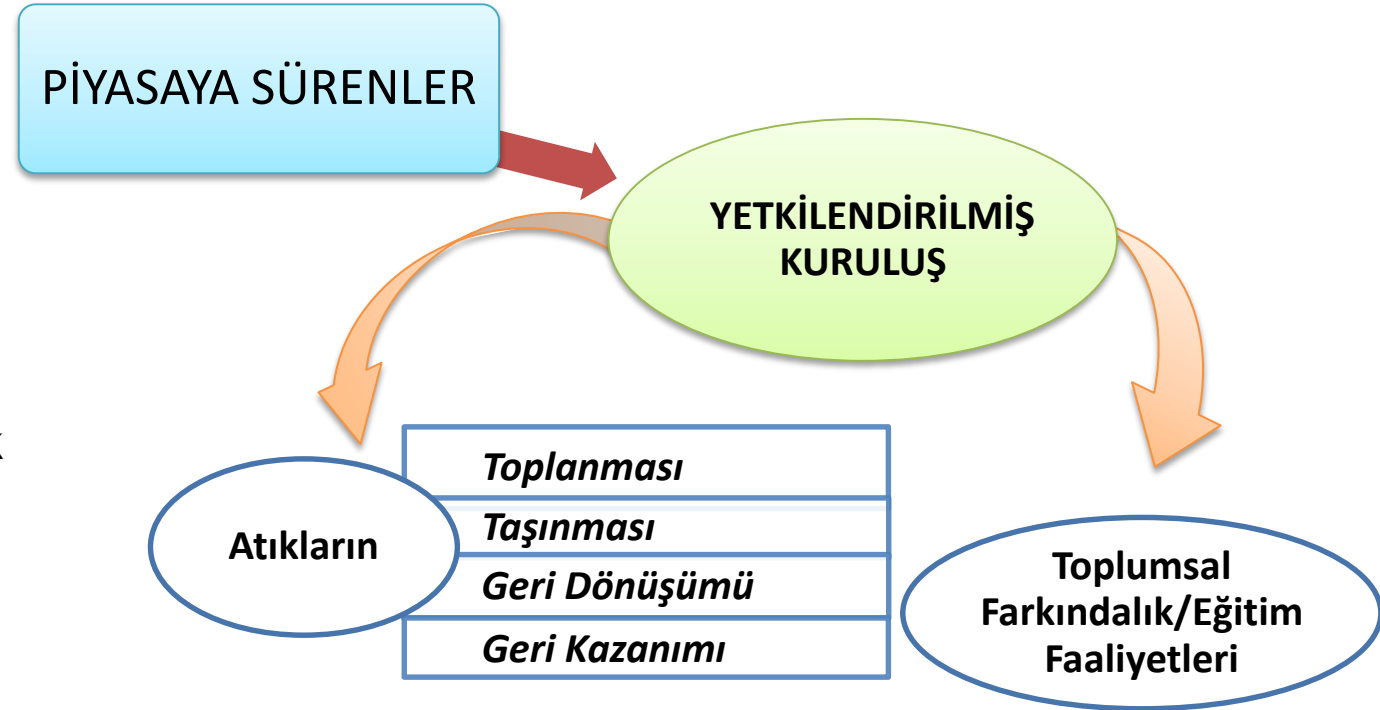 PİYASAYA SÜRENLER
YETKİLENDİRİLMİŞ
KURULUŞ
Atıkların
Toplanması
Taşınması
Geri Dönüşümü
Geri Kazanımı
Toplumsal
Farkındalık/Eğitim
Faaliyetleri